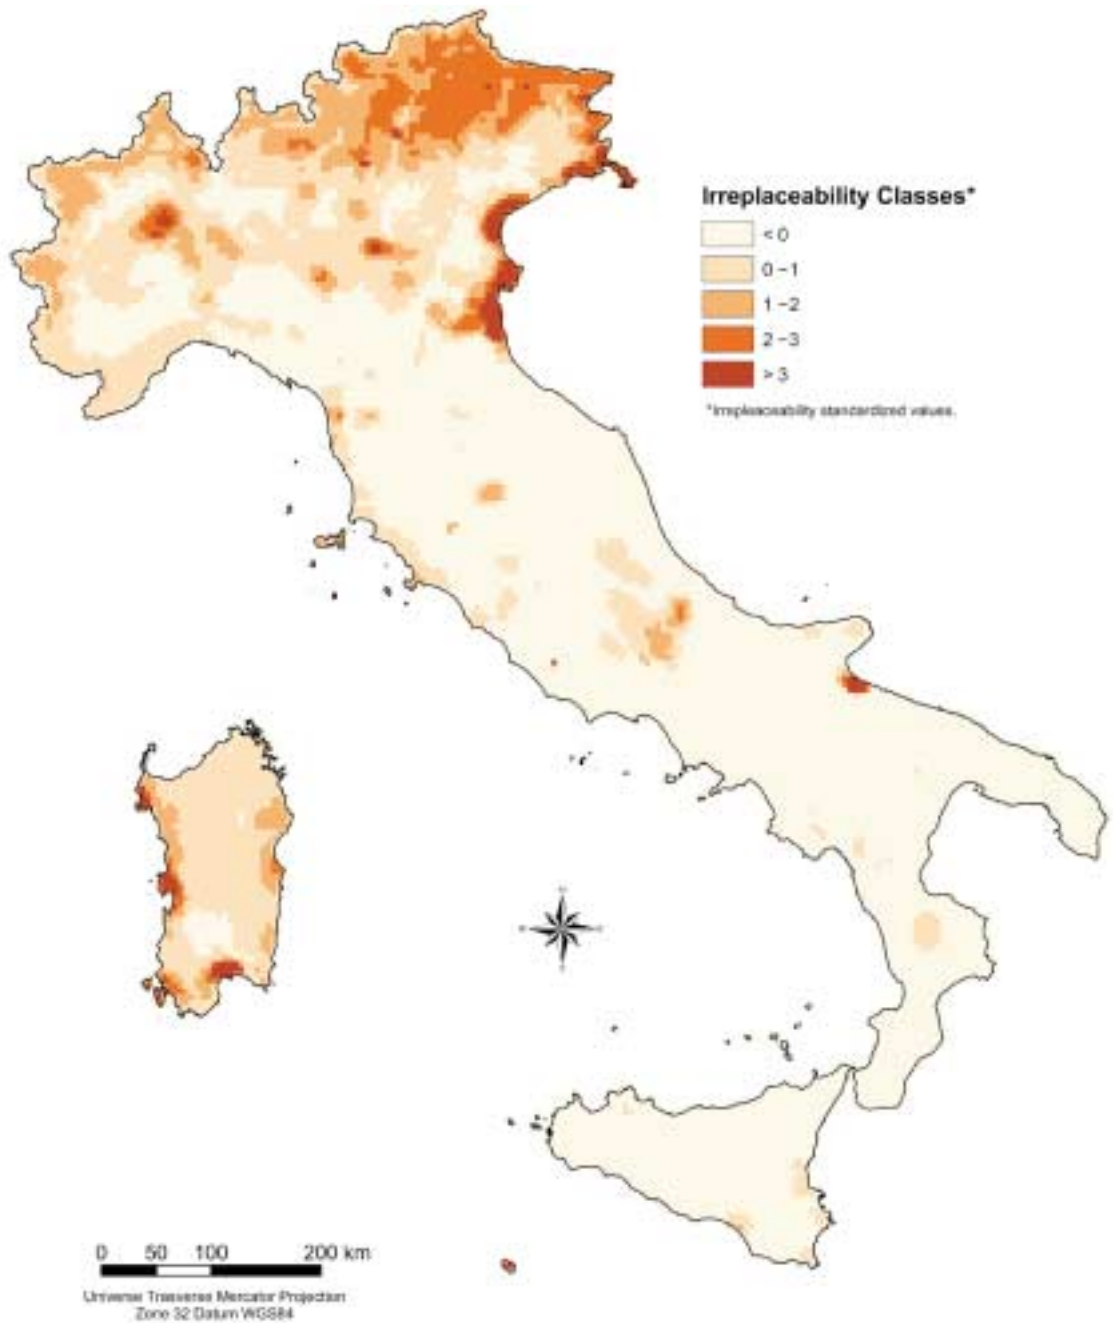 Irreplaceability Classes*
< 0
0 – 1
1 – 2
2 – 3
> 3
*Irreplaceability standardized values.
0 50 100 200 km
Universe Trasverse Mercator Projection
Zone 32 Datum WGS84